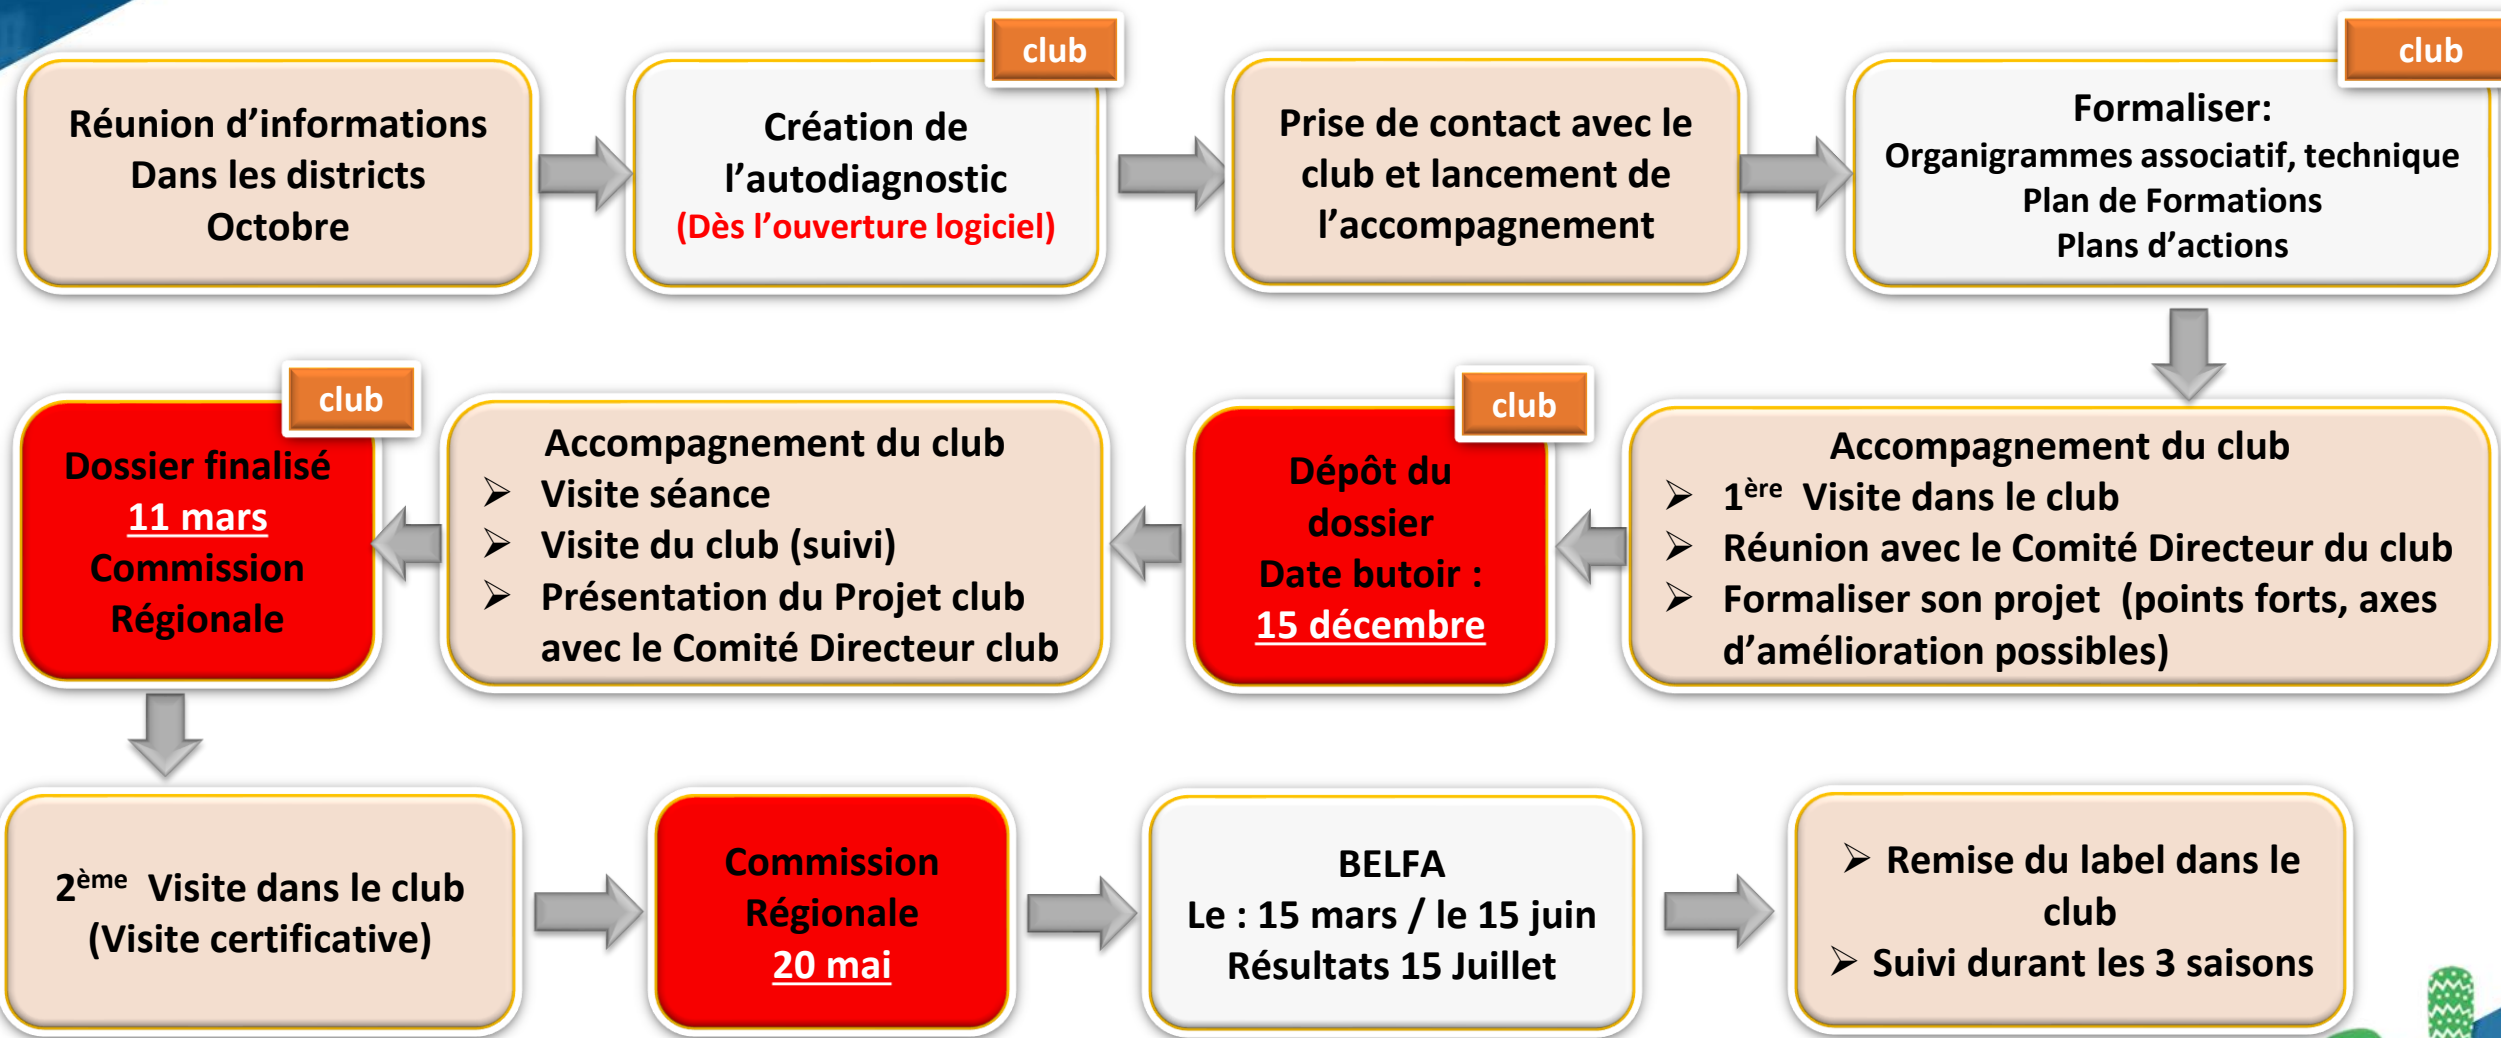 club
Réunion d’informations
Dans les districts
Octobre
club
Création de
l’autodiagnostic
(Dès l’ouverture logiciel)
Prise de contact avec le
club et lancement de
l’accompagnement
club
Formaliser:
Organigrammes associatif, technique
Plan de Formations
Plans d’actions
Accompagnement du club
➢ 1ère Visite dans le club
➢ Réunion avec le Comité Directeur du club
➢ Formaliser son projet (points forts, axes
d’amélioration possibles)
club
Dépôt du
dossier
Date butoir :
15 décembre
Accompagnement du club
➢ Visite séance
➢ Visite du club (suivi)
➢ Présentation du Projet club
avec le Comité Directeur club
club
Dossier finalisé
11 mars
Commission
Régionale
2ème Visite dans le club
(Visite certificative)
Commission
Régionale
20 mai
BELFA
Le : 15 mars / le 15 juin
Résultats 15 Juillet
➢ Remise du label dans le
club
➢ Suivi durant les 3 saisons